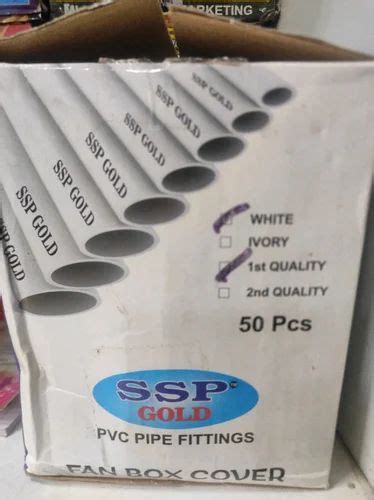 RKETING
SSP GOLD
SSP GOLD
SSP GOLD
SSP GOLD
SSP GOLD
SSP GOLD
SSP GOLD
WHITE
IVORY
1st QUALITY
2nd QUALITY
50 Pcs
SSP
GOLD
PVC PIPE FITTINGS
FAN BOX COVER